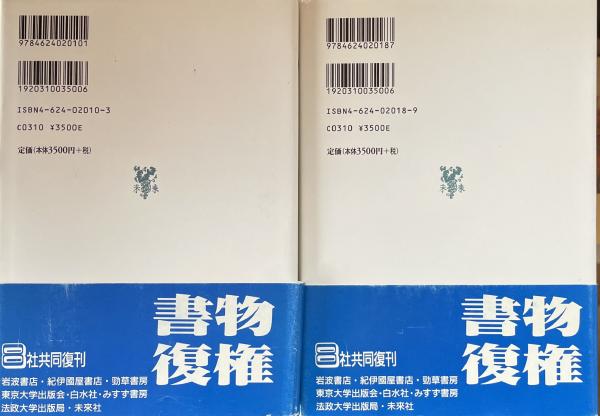 9784624020101
1920310035006
ISBN4-624-02010-3
C0310 ¥3500E
定価(本体3500円+税)
未来
書物
復権
8社共同復刊
岩波書店・紀伊國屋書店・勁草書房
東京大学出版会・白水社・みすず書房
法政大学出版局・未來社
9784624020187
1920310035006
ISBN4-624-02018-9
C0310 ¥3500E
定価(本体3500円+税)
未来
書物
復権
8社共同復刊
岩波書店・紀伊國屋書店・勁草書房
東京大学出版会・白水社・みすず書房
法政大学出版局・未來社